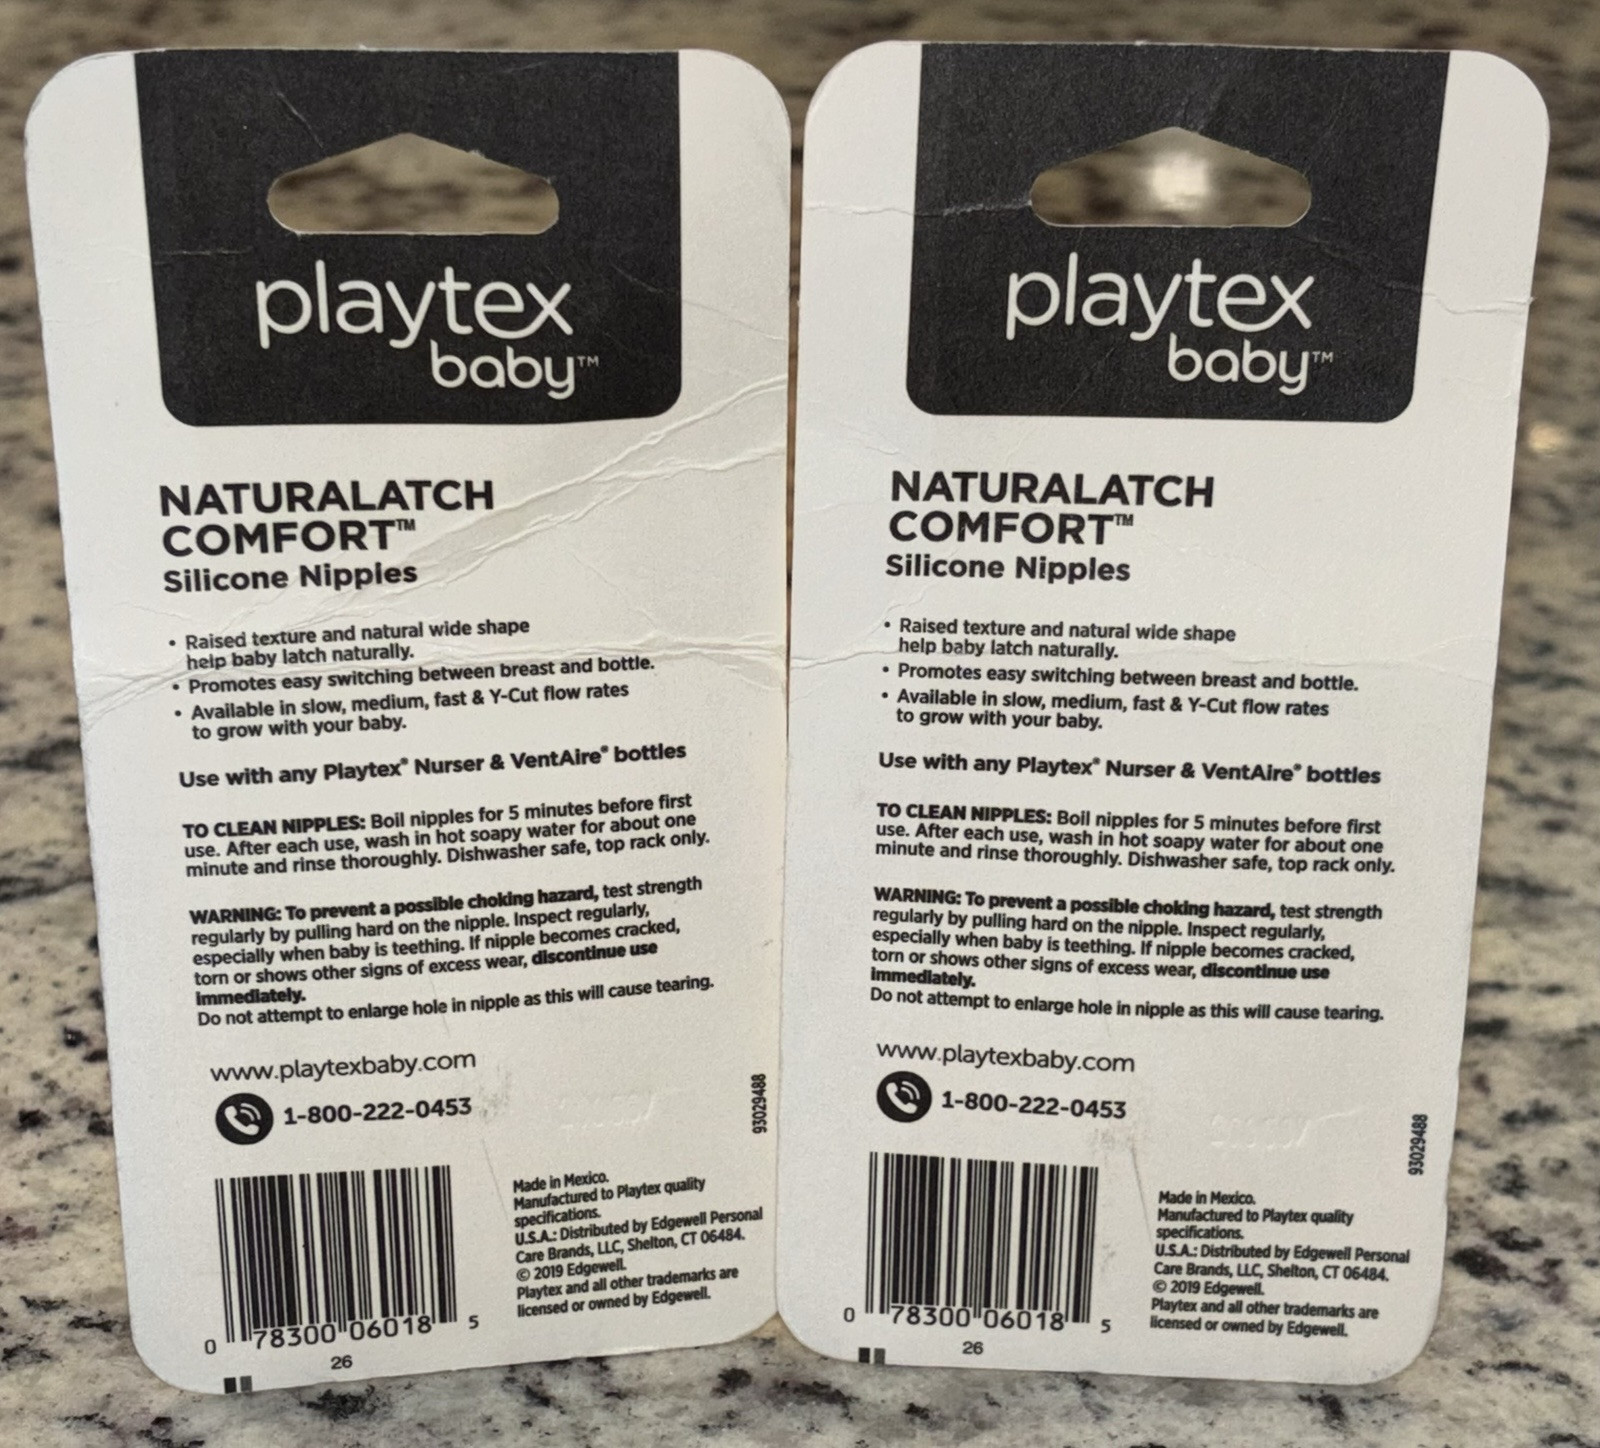 playtex
baby™
NATURALATCH
COMFORT™
Silicone Nipples
• Raised texture and natural wide shape
help baby latch naturally.
• Promotes easy switching between breast and bottle.
• Available in slow, medium, fast & Y-Cut flow rates
to grow with your baby.
Use with any Playtex® Nurser & VentAire® bottles
TO CLEAN NIPPLES: Boil nipples for 5 minutes before first
use. After each use, wash in hot soapy water for about one
minute and rinse thoroughly. Dishwasher safe, top rack only.
WARNING: To prevent a possible choking hazard, test strength
regularly by pulling hard on the nipple. Inspect regularly,
especially when baby is teething. If nipple becomes cracked,
torn or shows other signs of excess wear, discontinue use
immediately.
Do not attempt to enlarge hole in nipple as this will cause tearing.
www.playtexbaby.com
1-800-222-0453
93029488
Made in Mexico.
Manufactured to Playtex quality
specifications.
U.S.A.: Distributed by Edgewell Personal
Care Brands, LLC, Shelton, CT 06484.
© 2019 Edgewell.
Playtex and all other trademarks are
licensed or owned by Edgewell.
0 78300 06018 5
26
playtex
baby™
NATURALATCH
COMFORT™
Silicone Nipples
• Raised texture and natural wide shape
help baby latch naturally.
• Promotes easy switching between breast and bottle.
• Available in slow, medium, fast & Y-Cut flow rates
to grow with your baby.
Use with any Playtex® Nurser & VentAire® bottles
TO CLEAN NIPPLES: Boil nipples for 5 minutes before first
use. After each use, wash in hot soapy water for about one
minute and rinse thoroughly. Dishwasher safe, top rack only.
WARNING: To prevent a possible choking hazard, test strength
regularly by pulling hard on the nipple. Inspect regularly,
especially when baby is teething. If nipple becomes cracked,
torn or shows other signs of excess wear, discontinue use
immediately.
Do not attempt to enlarge hole in nipple as this will cause tearing.
www.playtexbaby.com
1-800-222-0453
93029488
Made in Mexico.
Manufactured to Playtex quality
specifications.
U.S.A.: Distributed by Edgewell Personal
Care Brands, LLC, Shelton, CT 06484.
© 2019 Edgewell.
Playtex and all other trademarks are
licensed or owned by Edgewell.
0 78300 06018 5
26